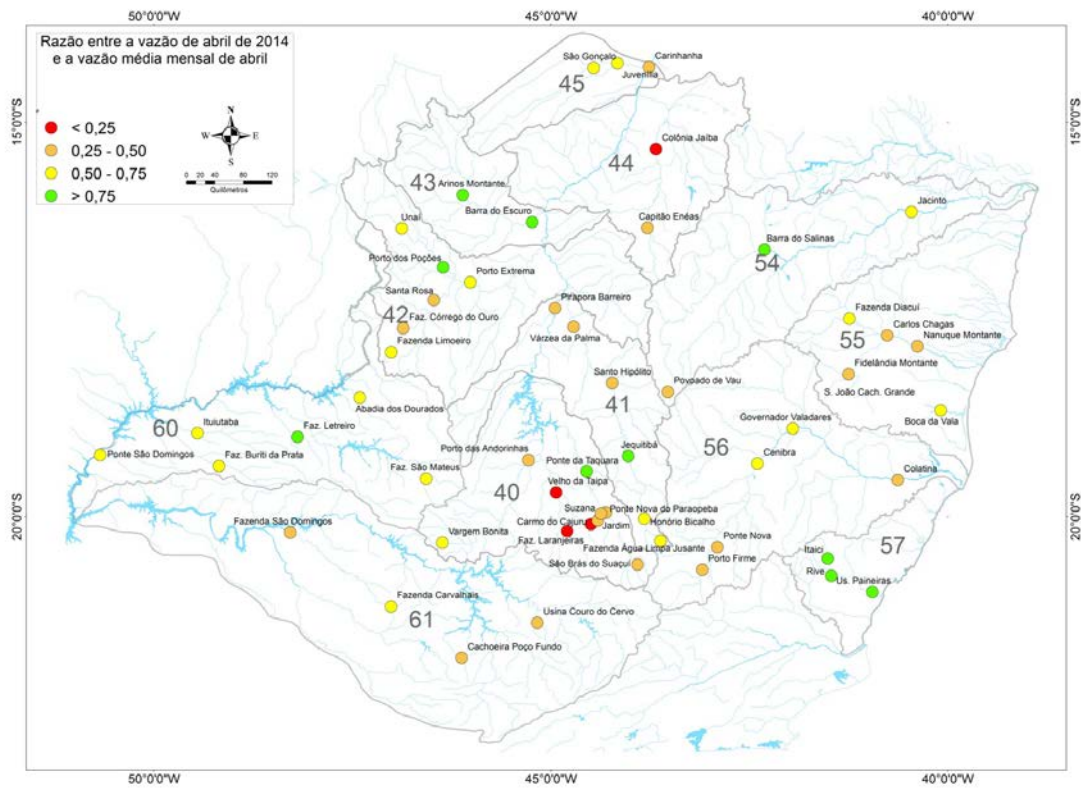 50°0'0"W
45°0'0"W
40°0'0"W
Razão entre a vazão de abril de 2014
e a vazão média mensal de abril
N
W
E
S
0 20 40 80 120
Quilômetros
< 0,25
0,25 - 0,50
0,50 - 0,75
> 0,75
15°0'0"S
15°0'0"S
São Gonçalo
Carinhanha
Juvenília
45
Colônia Jaíba
44
43
Arinos Montante
Barra do Escuro
Unaí
Capitão Enéas
Jacinto
Barra do Salinas
54
Porto dos Poções
Porto Extrema
Santa Rosa
42
Faz. Córrego do Ouro
Fazenda Limoeiro
Pirapora Barreiro
Várzea da Palma
Fazenda Diacuí
Carlos Chagas
55
Nanuque Montante
Fidelândia Montante
S. João Cach. Grande
Boca da Vala
Santo Hipólito
41
Povoado de Vau
Abadia dos Dourados
60
Ituiutaba
Faz. Letreiro
Ponte São Domingos
Faz. Buriti da Prata
Faz. São Mateus
Governador Valadares
56
Cenibra
Colatina
Porto das Andorinhas
Jequitibá
Ponte da Taquara
40
Velho da Taipa
Suzana
Ponte Nova do Paraopeba
Carmo do Cajuru
Jardim
Honório Bicalho
Faz. Laranjeiras
Fazenda Água Limpa Jusante
São Brás do Suaçuí
Ponte Nova
Porto Firme
20°0'0"S
20°0'0"S
Fazenda São Domingos
Vargem Bonita
57
Itaici
Rive
Us. Paineiras
Fazenda Carvalhais
61
Usina Couro do Cervo
Cachoeira Poço Fundo
50°0'0"W
45°0'0"W
40°0'0"W